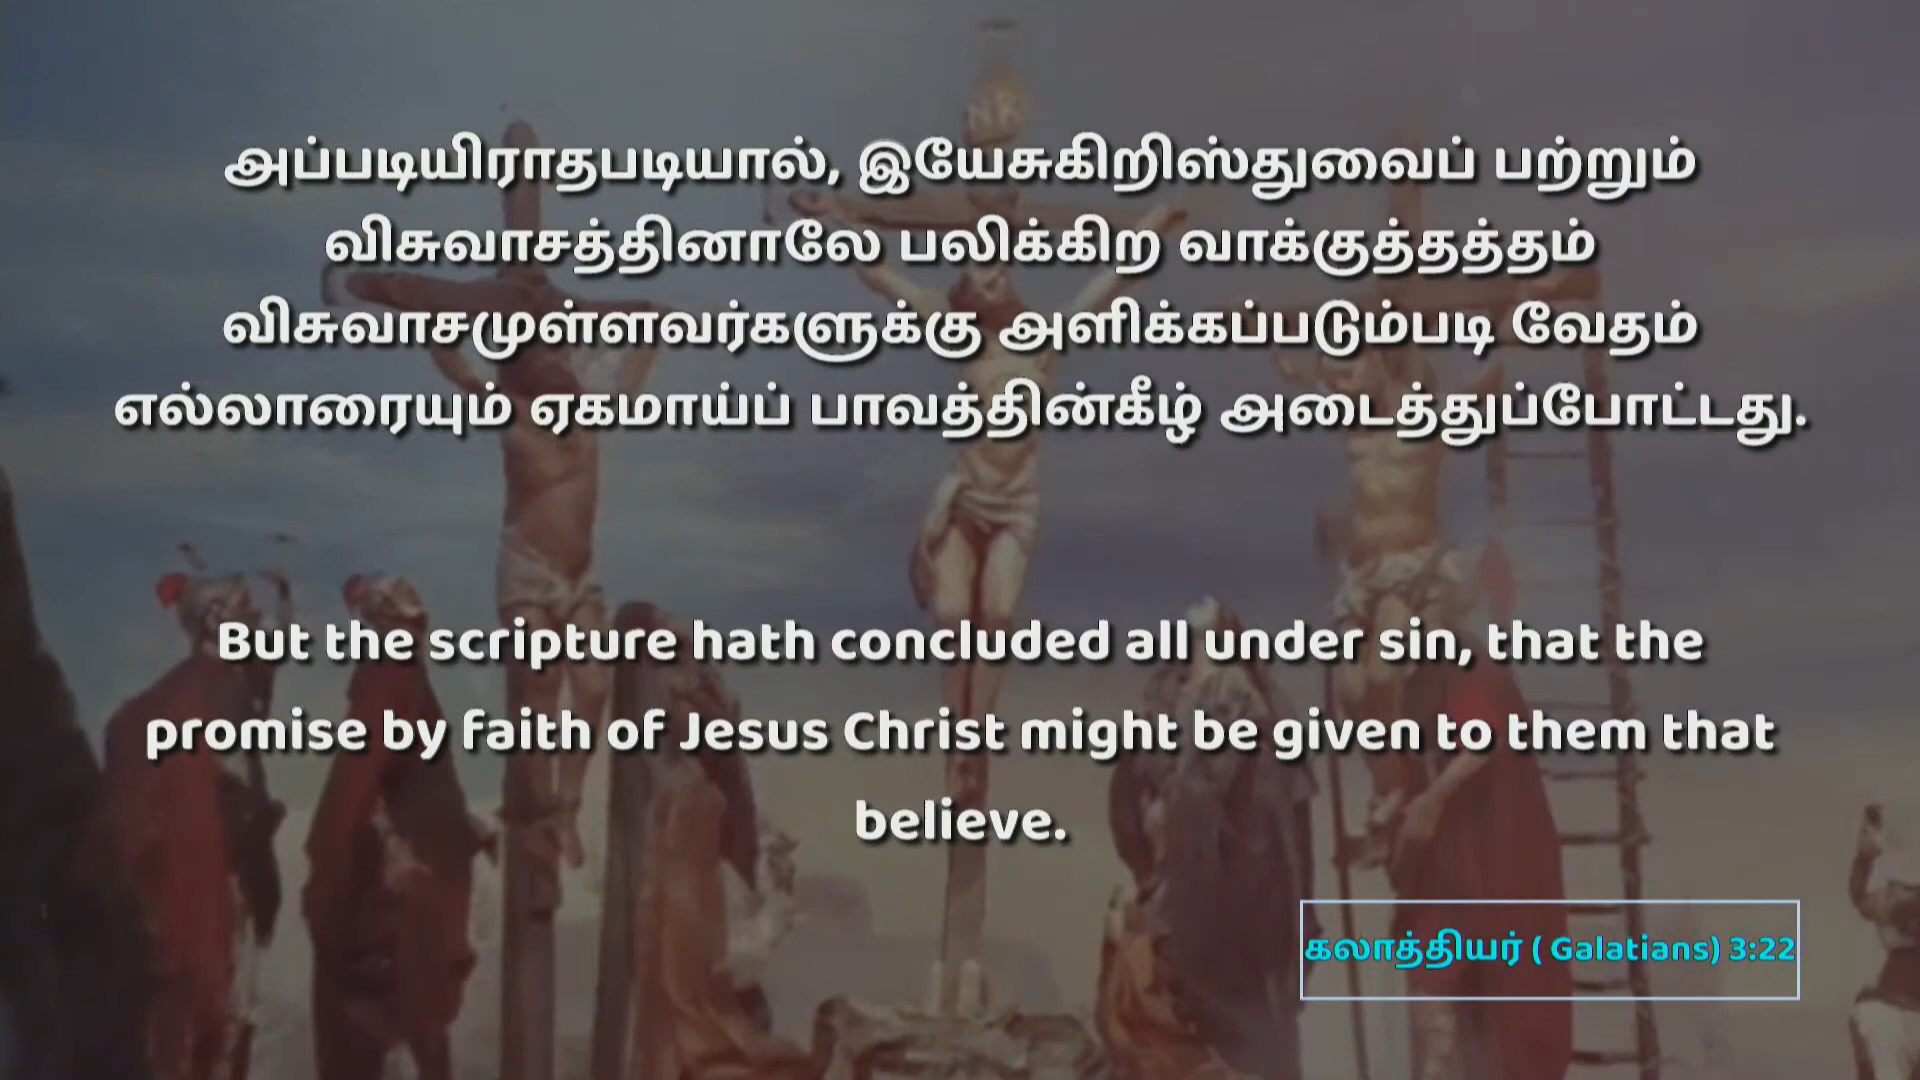 அப்படியிராதபடியால், இயேசுகிறிஸ்துவைப் பற்றும்
விசுவாசத்தினாலே பலிக்கிற வாக்குத்தத்தம்
விசுவாசமுள்ளவர்களுக்கு அளிக்கப்படும்படி வேதம்
எல்லாரையும் ஏகமாய்ப் பாவத்தின்கீழ் அடைத்துப்போட்டது.
But the scripture hath concluded all under sin, that the
promise by faith of Jesus Christ might be given to them that
believe.
கலாத்தியர் ( Galatians) 3:22